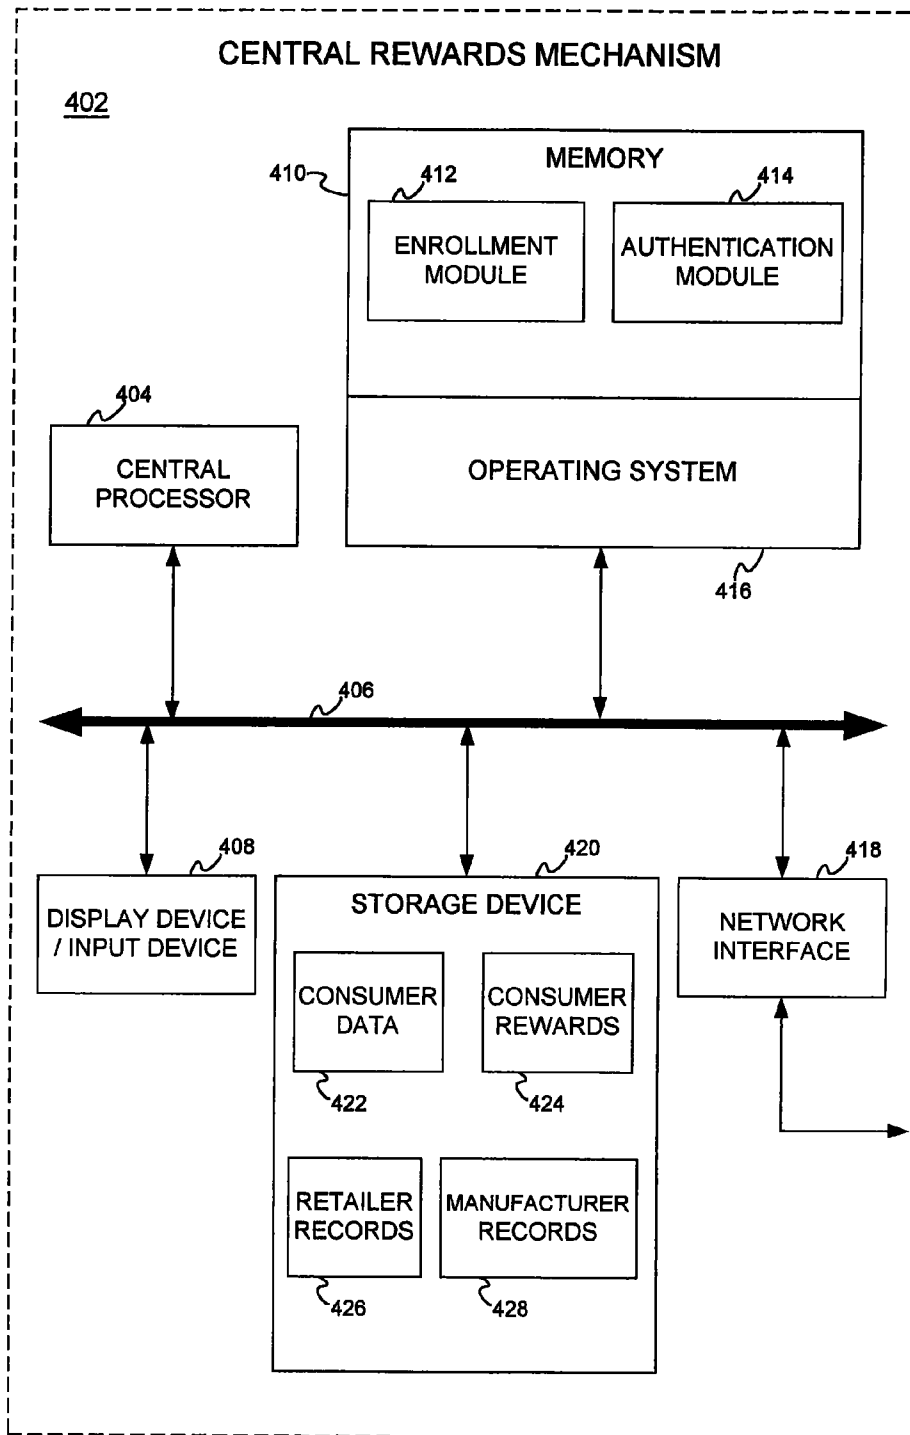 CENTRAL REWARDS MECHANISM
402
MEMORY
410
412
414
ENROLLMENT
MODULE
AUTHENTICATION
MODULE
404
CENTRAL
PROCESSOR
OPERATING SYSTEM
416
406
408
420
418
DISPLAY DEVICE
/ INPUT DEVICE
STORAGE DEVICE
NETWORK
INTERFACE
CONSUMER
DATA
CONSUMER
REWARDS
422
424
RETAILER
RECORDS
MANUFACTURER
RECORDS
426
428